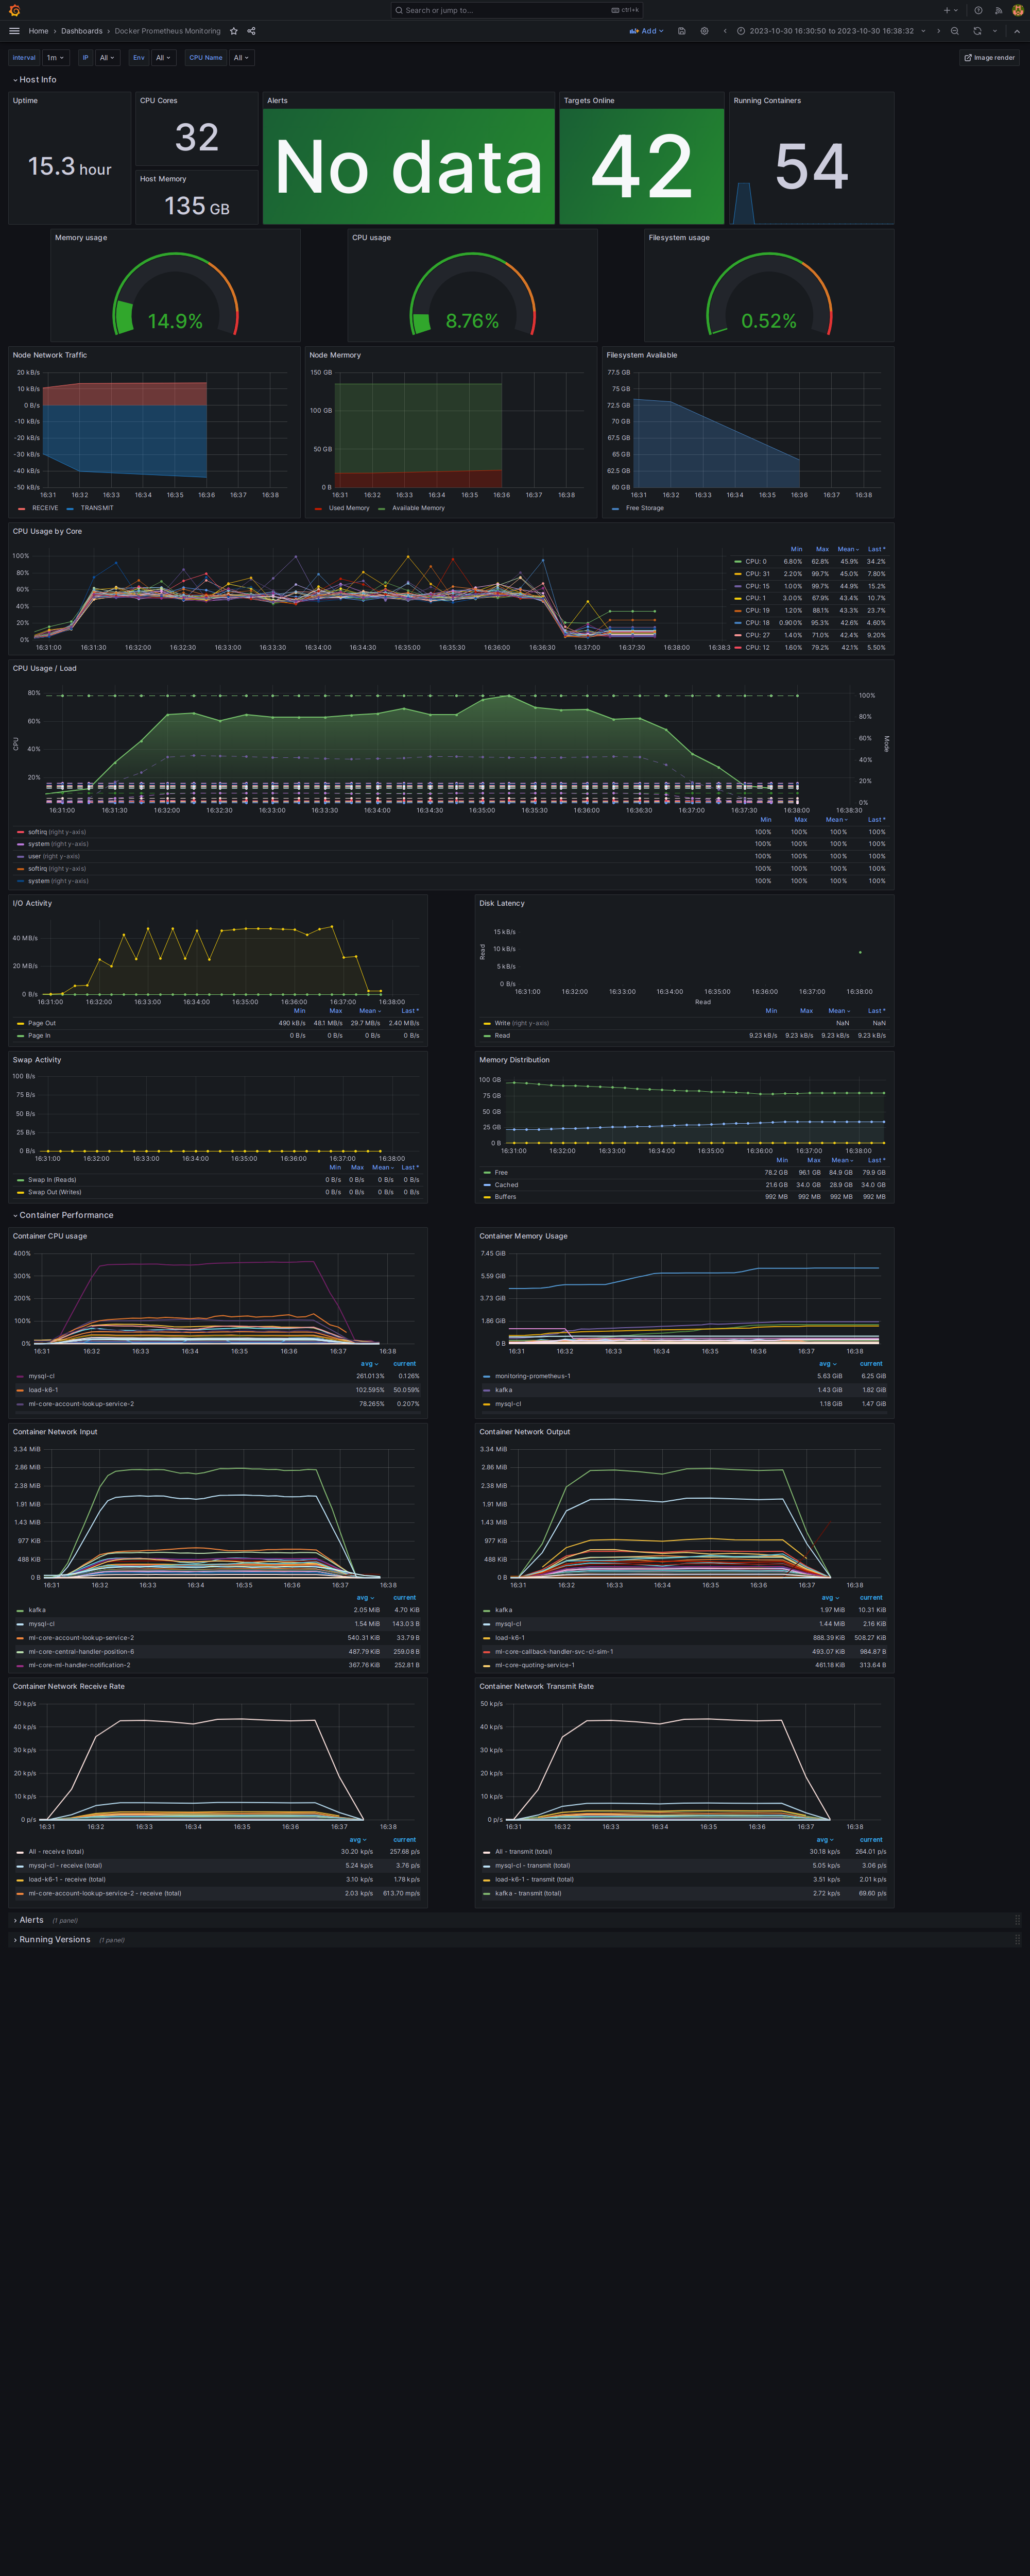 Search or jump to... ctrl+k
Home › Dashboards › Docker Prometheus Monitoring Add 2023-10-30 16:30:50 to 2023-10-30 16:38:32
Interval 1m IP All Env All CPU Name All Image render
Host Info
Uptime
15.3 hour
CPU Cores
32
Host Memory
135 GB
Alerts
No data
Targets Online
42
Running Containers
54
Memory usage
14.9%
CPU usage
8.76%
Filesystem usage
0.52%
Node Network Traffic
20 kB/s
10 kB/s
0 B/s
-10 kB/s
-20 kB/s
-30 kB/s
-40 kB/s
-50 kB/s
16:31 16:32 16:33 16:34 16:35 16:36 16:37 16:38
RECEIVE TRANSMIT
Node Mermory
150 GB
100 GB
50 GB
0 B
16:31 16:32 16:33 16:34 16:35 16:36 16:37 16:38
Used Memory Available Memory
Filesystem Available
77.5 GB
75 GB
72.5 GB
70 GB
67.5 GB
65 GB
62.5 GB
60 GB
16:31 16:32 16:33 16:34 16:35 16:36 16:37 16:38
Free Storage
CPU Usage by Core
100%
80%
60%
40%
20%
0%
16:31:00 16:31:30 16:32:00 16:32:30 16:33:00 16:33:30 16:34:00 16:34:30 16:35:00 16:35:30 16:36:00 16:36:30 16:37:00 16:37:30 16:38:00 16:38:3
Min Max Mean Last *
CPU: 0 6.80% 62.8% 45.9% 34.2%
CPU: 31 2.20% 99.7% 45.0% 7.80%
CPU: 15 1.00% 99.7% 44.9% 15.2%
CPU: 1 3.00% 67.9% 43.4% 10.7%
CPU: 19 1.20% 88.1% 43.3% 23.7%
CPU: 18 0.900% 95.3% 42.6% 4.60%
CPU: 27 1.40% 71.0% 42.4% 9.20%
CPU: 12 1.60% 79.2% 42.1% 5.50%
CPU Usage / Load
80%
60%
40%
20%
CPU
100%
80%
60%
40%
20%
0%
Mode
16:31:00 16:31:30 16:32:00 16:32:30 16:33:00 16:33:30 16:34:00 16:34:30 16:35:00 16:35:30 16:36:00 16:36:30 16:37:00 16:37:30 16:38:00 16:38:30
Min Max Mean Last *
softirq (right y-axis) 100% 100% 100% 100%
system (right y-axis) 100% 100% 100% 100%
user (right y-axis) 100% 100% 100% 100%
softirq (right y-axis) 100% 100% 100% 100%
system (right y-axis) 100% 100% 100% 100%
I/O Activity
40 MB/s
20 MB/s
0 B/s
16:31:00 16:32:00 16:33:00 16:34:00 16:35:00 16:36:00 16:37:00 16:38:00
Min Max Mean Last *
Page Out 490 kB/s 48.1 MB/s 29.7 MB/s 2.40 MB/s
Page In 0 B/s 0 B/s 0 B/s 0 B/s
Disk Latency
15 kB/s
10 kB/s
5 kB/s
0 B/s
Read
16:31:00 16:32:00 16:33:00 16:34:00 16:35:00 16:36:00 16:37:00 16:38:00
Read
Min Max Mean Last *
Write (right y-axis) NaN NaN
Read 9.23 kB/s 9.23 kB/s 9.23 kB/s 9.23 kB/s
Swap Activity
100 B/s
75 B/s
50 B/s
25 B/s
0 B/s
16:31:00 16:32:00 16:33:00 16:34:00 16:35:00 16:36:00 16:37:00 16:38:00
Min Max Mean Last *
Swap In (Reads) 0 B/s 0 B/s 0 B/s 0 B/s
Swap Out (Writes) 0 B/s 0 B/s 0 B/s 0 B/s
Memory Distribution
100 GB
75 GB
50 GB
25 GB
0 B
16:31:00 16:32:00 16:33:00 16:34:00 16:35:00 16:36:00 16:37:00 16:38:00
Min Max Mean Last *
Free 78.2 GB 96.1 GB 84.9 GB 79.9 GB
Cached 21.6 GB 34.0 GB 28.9 GB 34.0 GB
Buffers 992 MB 992 MB 992 MB 992 MB
Container Performance
Container CPU usage
400%
300%
200%
100%
0%
16:31 16:32 16:33 16:34 16:35 16:36 16:37 16:38
avg current
mysql-cl 261.013% 0.126%
load-k6-1 102.595% 50.059%
ml-core-account-lookup-service-2 78.265% 0.207%
Container Memory Usage
7.45 GiB
5.59 GiB
3.73 GiB
1.86 GiB
0 B
16:31 16:32 16:33 16:34 16:35 16:36 16:37 16:38
avg current
monitoring-prometheus-1 5.63 GiB 6.25 GiB
kafka 1.43 GiB 1.82 GiB
mysql-cl 1.18 GiB 1.47 GiB
Container Network Input
3.34 MiB
2.86 MiB
2.38 MiB
1.91 MiB
1.43 MiB
977 KiB
488 KiB
0 B
16:31 16:32 16:33 16:34 16:35 16:36 16:37 16:38
avg current
kafka 2.05 MiB 4.70 KiB
mysql-cl 1.54 MiB 143.03 B
ml-core-account-lookup-service-2 540.31 KiB 33.79 B
ml-core-central-handler-position-6 487.79 KiB 259.08 B
ml-core-ml-handler-notification-2 367.76 KiB 252.81 B
Container Network Output
3.34 MiB
2.86 MiB
2.38 MiB
1.91 MiB
1.43 MiB
977 KiB
488 KiB
0 B
16:31 16:32 16:33 16:34 16:35 16:36 16:37 16:38
avg current
kafka 1.97 MiB 10.31 KiB
mysql-cl 1.44 MiB 2.16 KiB
load-k6-1 888.39 KiB 508.27 KiB
ml-core-callback-handler-svc-cl-sim-1 493.07 KiB 984.87 B
ml-core-quoting-service-1 461.18 KiB 313.64 B
Container Network Receive Rate
50 kp/s
40 kp/s
30 kp/s
20 kp/s
10 kp/s
0 p/s
16:31 16:32 16:33 16:34 16:35 16:36 16:37 16:38
avg current
All - receive (total) 30.20 kp/s 257.68 p/s
mysql-cl - receive (total) 5.24 kp/s 3.76 p/s
load-k6-1 - receive (total) 3.10 kp/s 1.78 kp/s
ml-core-account-lookup-service-2 - receive (total) 2.03 kp/s 613.70 mp/s
Container Network Transmit Rate
50 kp/s
40 kp/s
30 kp/s
20 kp/s
10 kp/s
0 p/s
16:31 16:32 16:33 16:34 16:35 16:36 16:37 16:38
avg current
All - transmit (total) 30.18 kp/s 264.01 p/s
mysql-cl - transmit (total) 5.05 kp/s 3.06 p/s
load-k6-1 - transmit (total) 3.51 kp/s 2.01 kp/s
kafka - transmit (total) 2.72 kp/s 69.60 p/s
Alerts (1 panel)
Running Versions (1 panel)